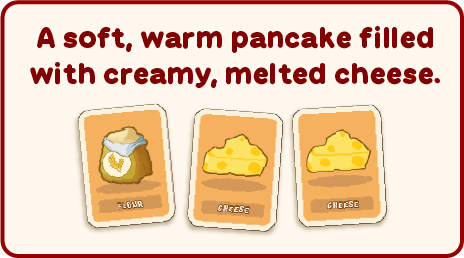 A soft, warm pancake filled
with creamy, melted cheese.
FLOUR
CHEESE
CHEESE